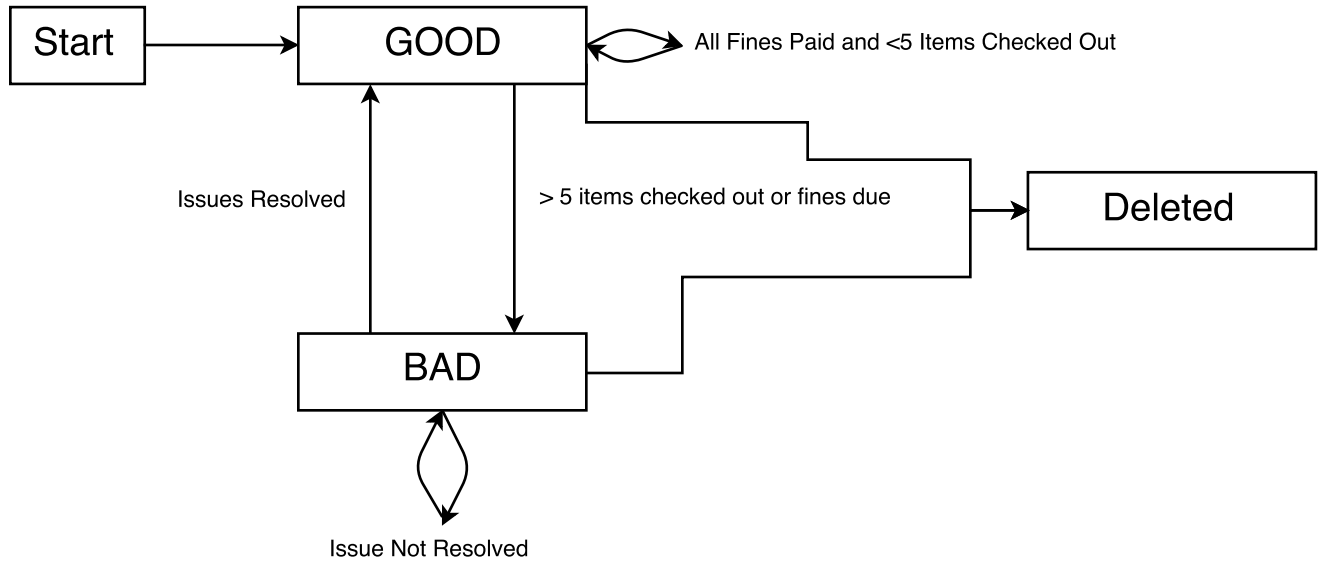 Start
GOOD
All Fines Paid and <5 Items Checked Out
Issues Resolved
> 5 items checked out or fines due
Deleted
BAD
Issue Not Resolved